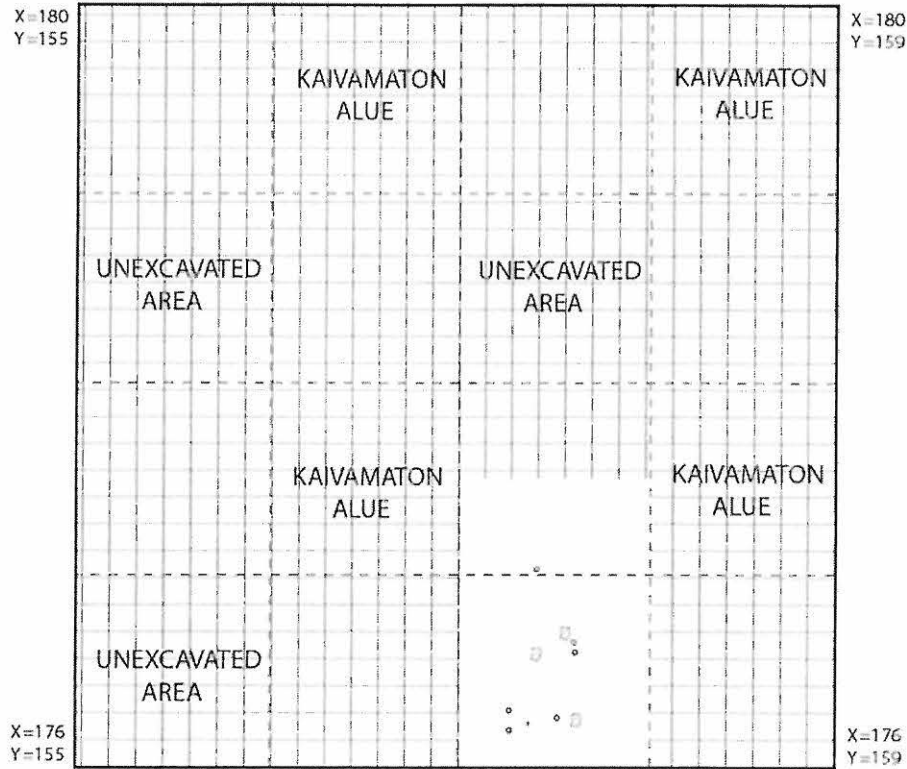 X=180
Y=155
X=180
Y=159
KAIVAMATON
ALUE
KAIVAMATON
ALUE
UNEXCAVATED
AREA
UNEXCAVATED
AREA
KAIVAMATON
ALUE
KAIVAMATON
ALUE
UNEXCAVATED
AREA
X=176
Y=155
X=176
Y=159